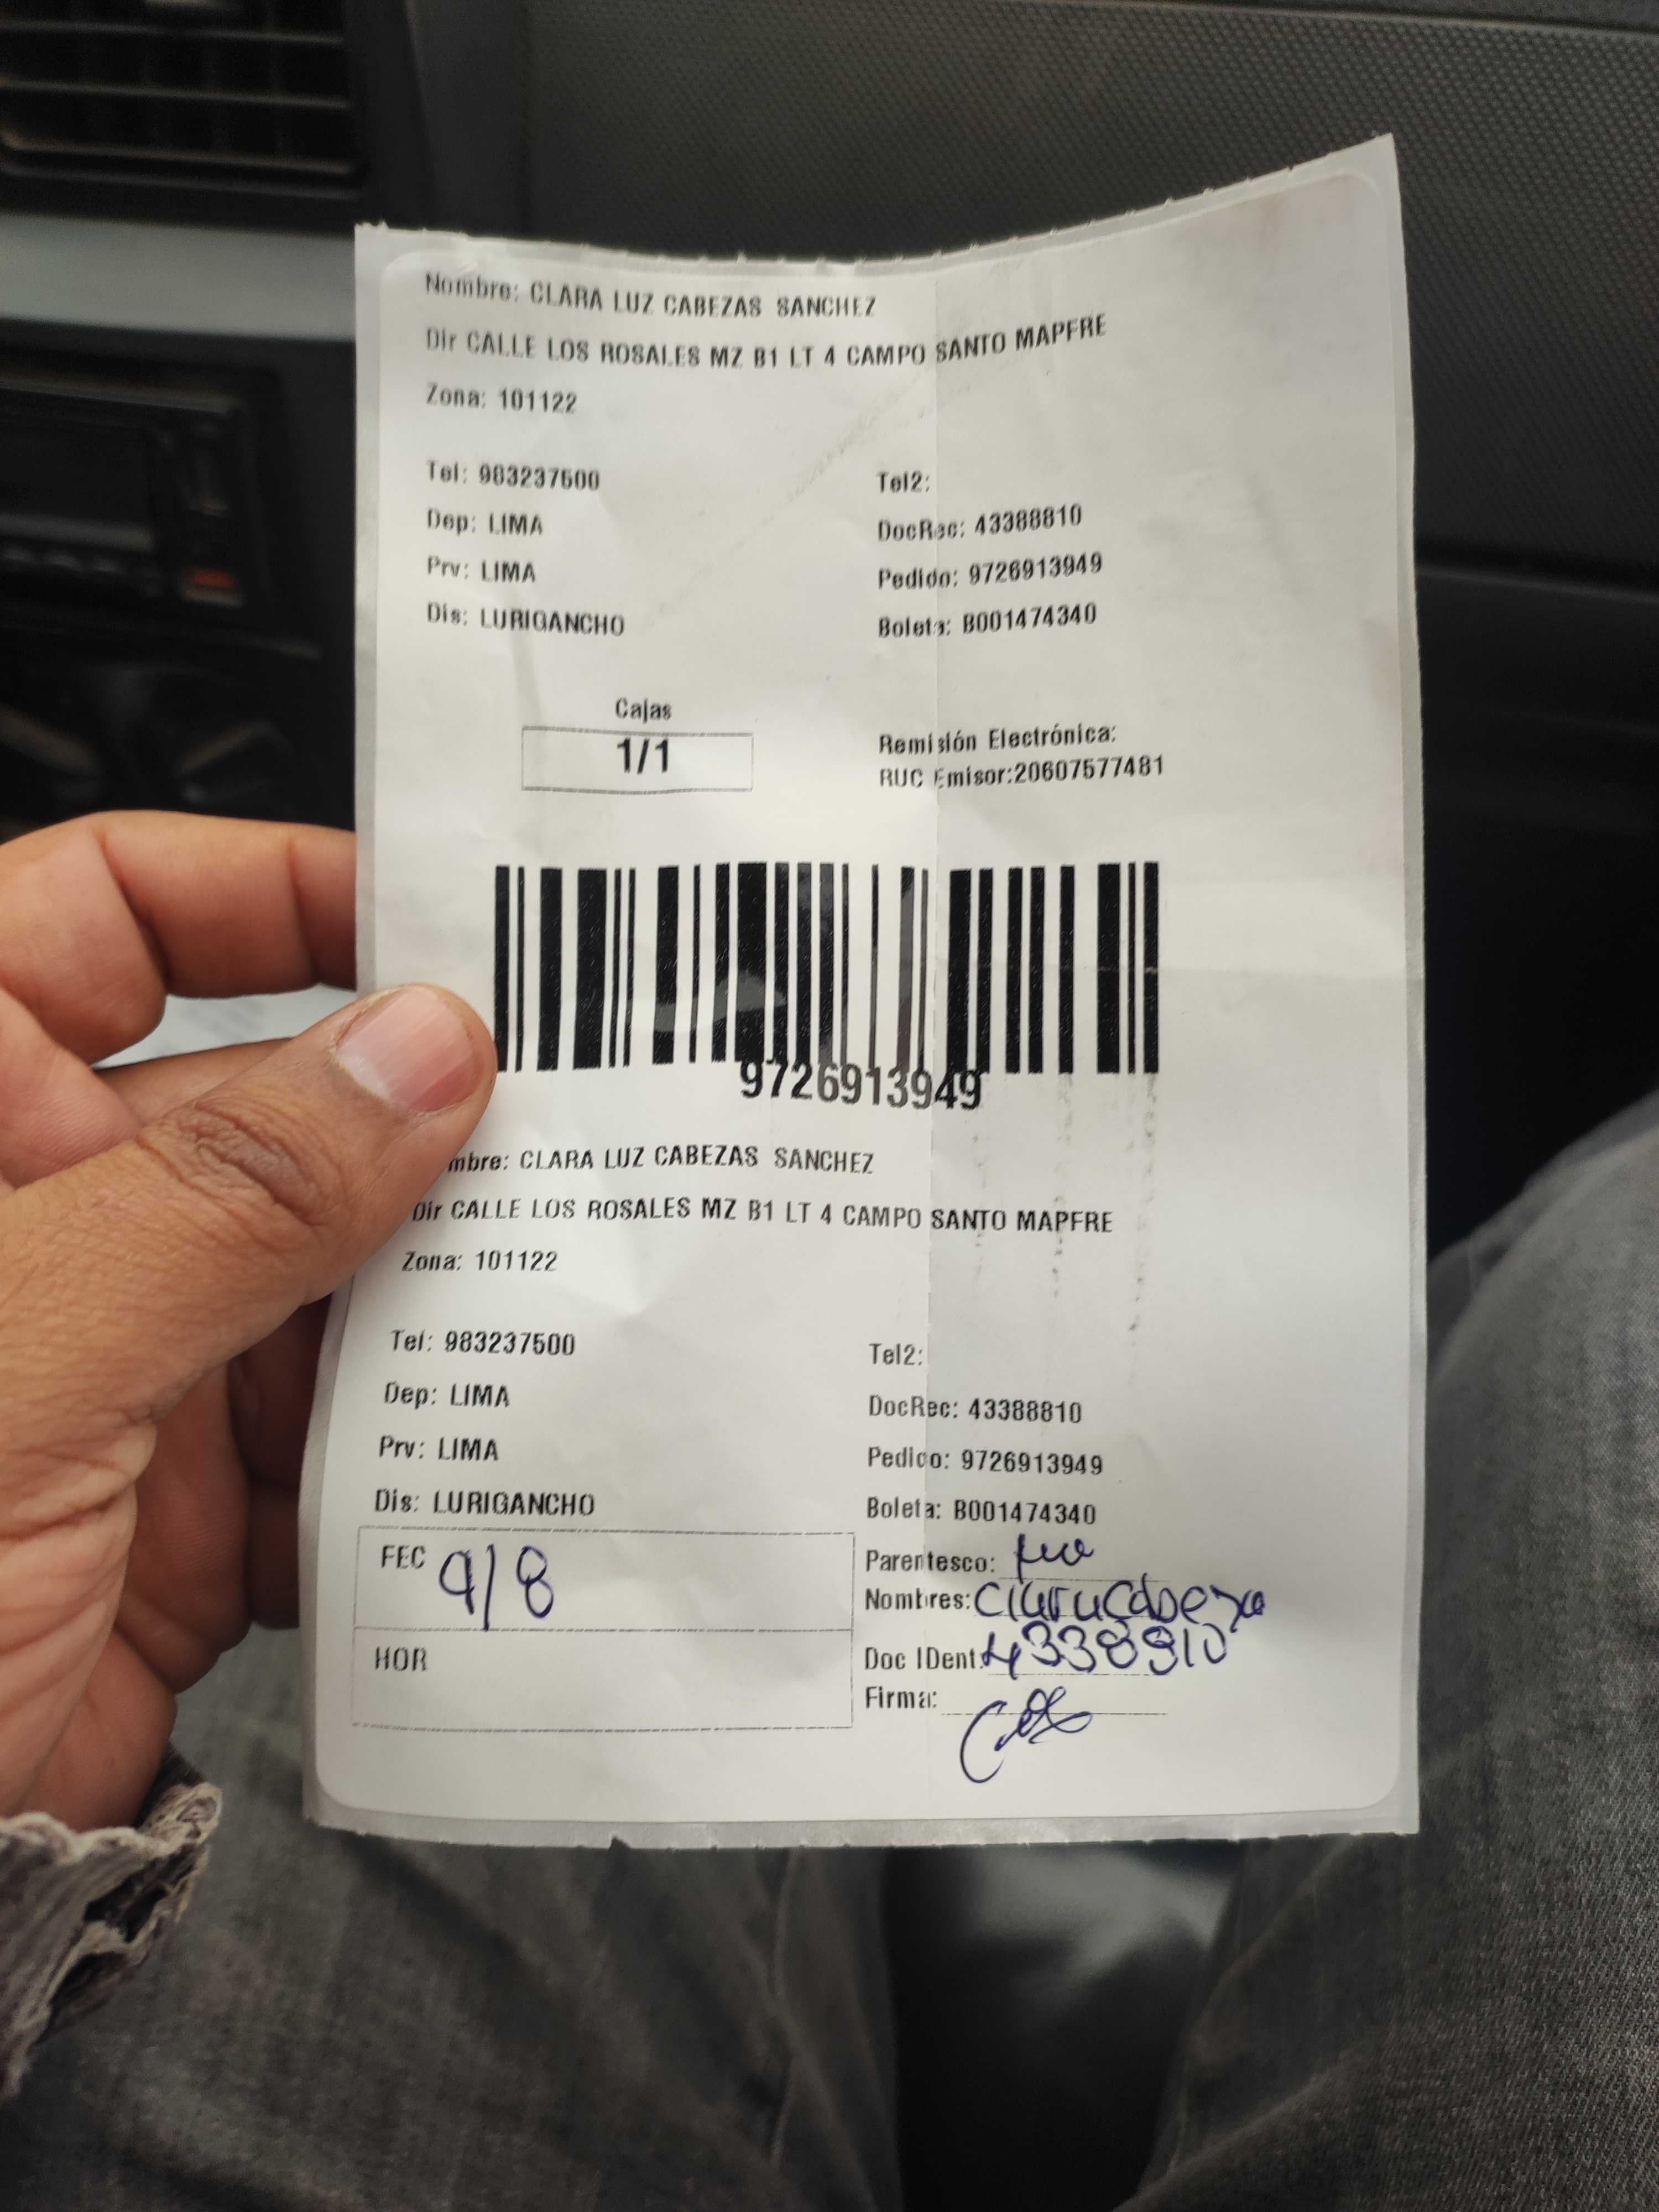 Nombre: CLARA LUZ CABEZAS SANCHEZ
Dir CALLE LOS ROSALES MZ B1 LT 4 CAMPO SANTO MAPFRE
Zona: 101122
Tel: 983237500 Tel2:
Dep: LIMA DocRec: 43388810
Prv: LIMA Pedido: 9726913949
Dis: LURIGANCHO Boleta: B001474340
Cajas
1/1
Remisión Electrónica:
RUC Emisor:20607577481
9726913949
mbre: CLARA LUZ CABEZAS SANCHEZ
Dir CALLE LOS ROSALES MZ B1 LT 4 CAMPO SANTO MAPFRE
Zona: 101122
Tel: 983237500 Tel2:
Dep: LIMA DocRec: 43388810
Prv: LIMA Pedido: 9726913949
Dis: LURIGANCHO Boleta: B001474340
FEC 9/8 Parentesco:
Nombres: Clara Cabezas
HOR Doc IDent:
Firma: